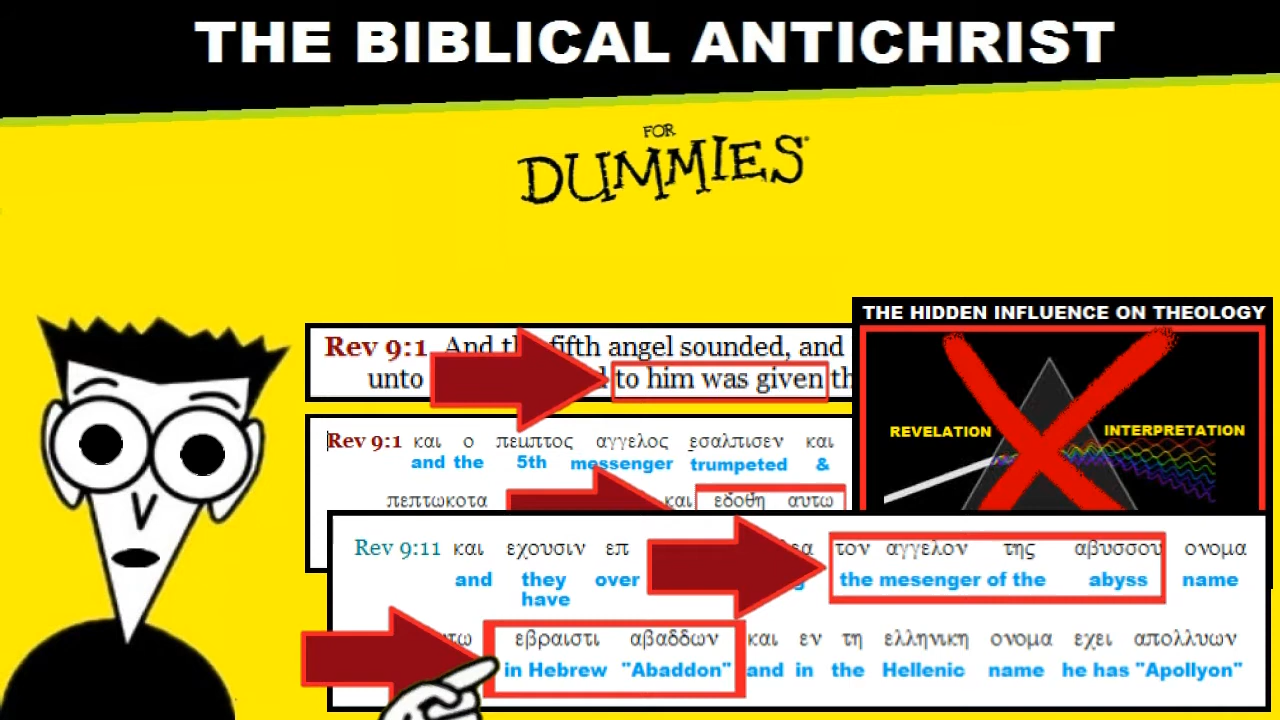 THE BIBLICAL ANTICHRIST
FOR
DUMMIES
THE HIDDEN INFLUENCE ON THEOLOGY
REVELATION
INTERPRETATION
Rev 9:1 And fifth angel sounded, and
unto to him was given
Rev 9:1 και ο πεμπτος αγγελος εσαλπισεν και
and the 5th messenger trumpeted &
πεπτωκοτα και εδοθη αυτω
Rev 9:11 και εχουσιν επ τον αγγελον της αβυσσου ονομα
and they over the mesenger of the abyss name
have
εβραιστι αβαδδων και εν τη ελληνικη ονομα εχει απολλυων
in Hebrew "Abaddon" and in the Hellenic name he has "Apollyon"